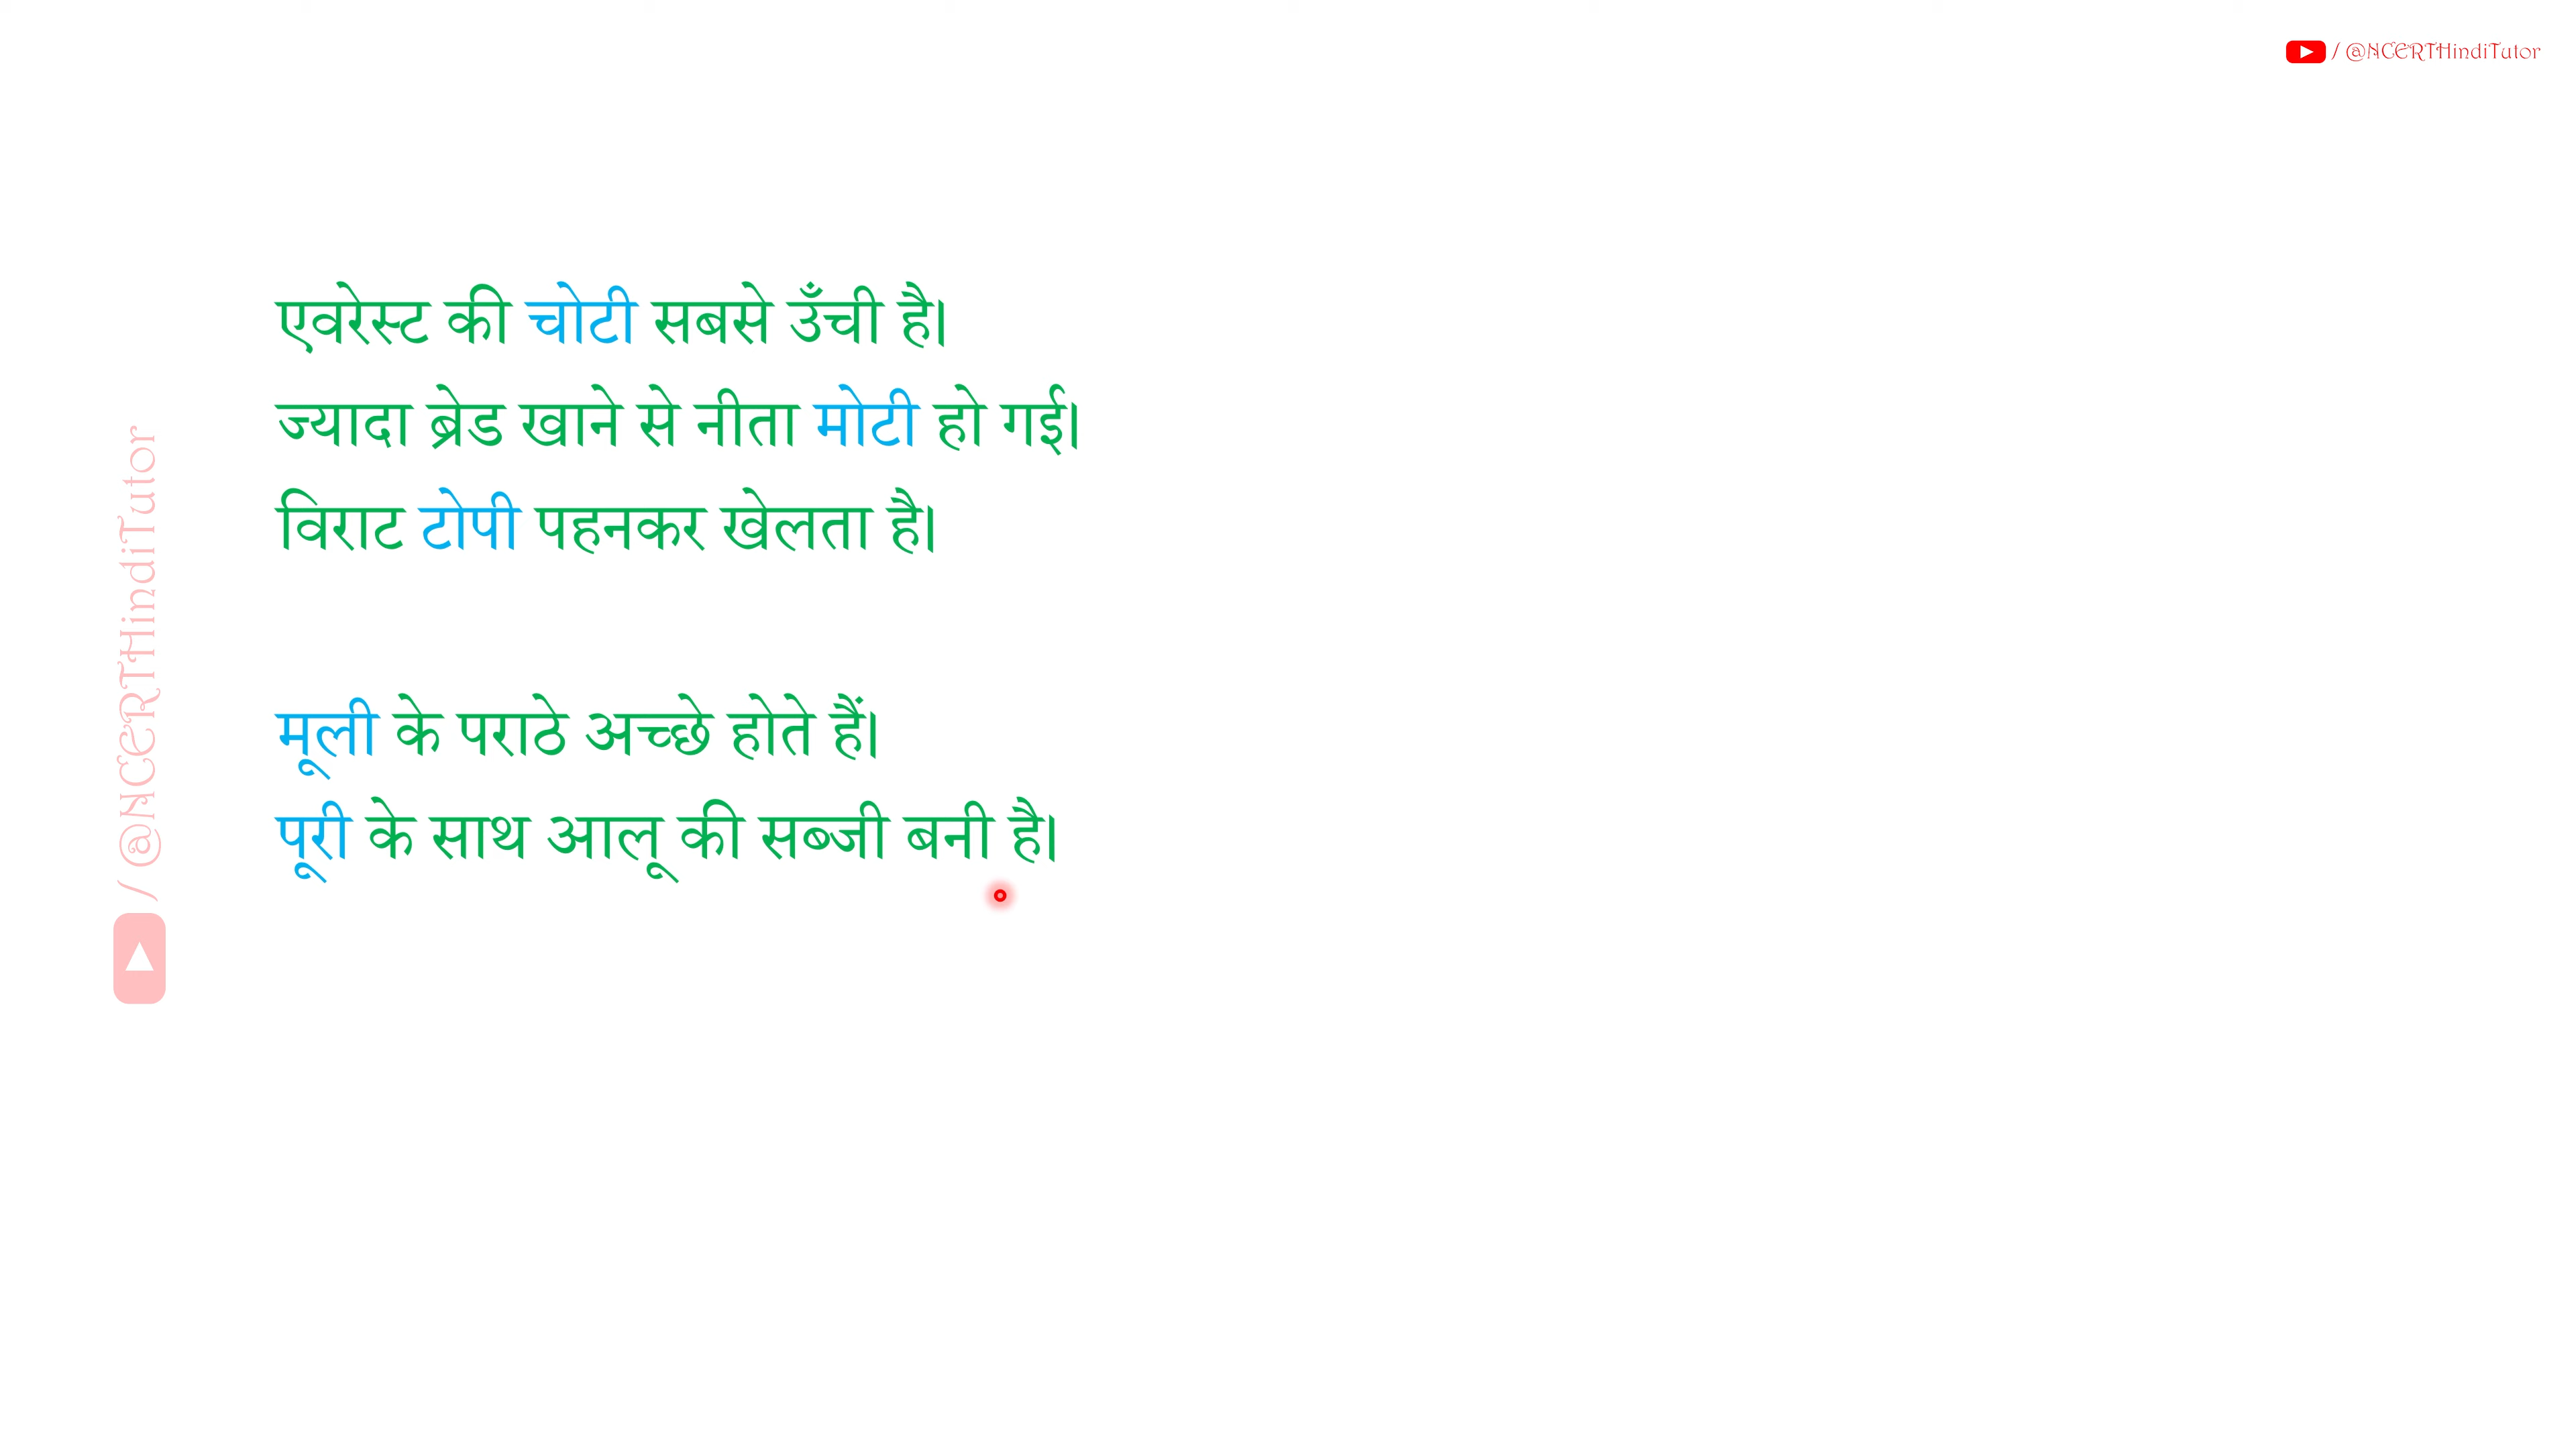 / @NCERTHindiTutor
एवरेस्ट की चोटी सबसे उँची है।
ज्यादा ब्रेड खाने से नीता मोटी हो गई।
विराट टोपी पहनकर खेलता है।
मूली के पराठे अच्छे होते हैं।
पूरी के साथ आलू की सब्जी बनी है।
/ @NCERTHindiTutor